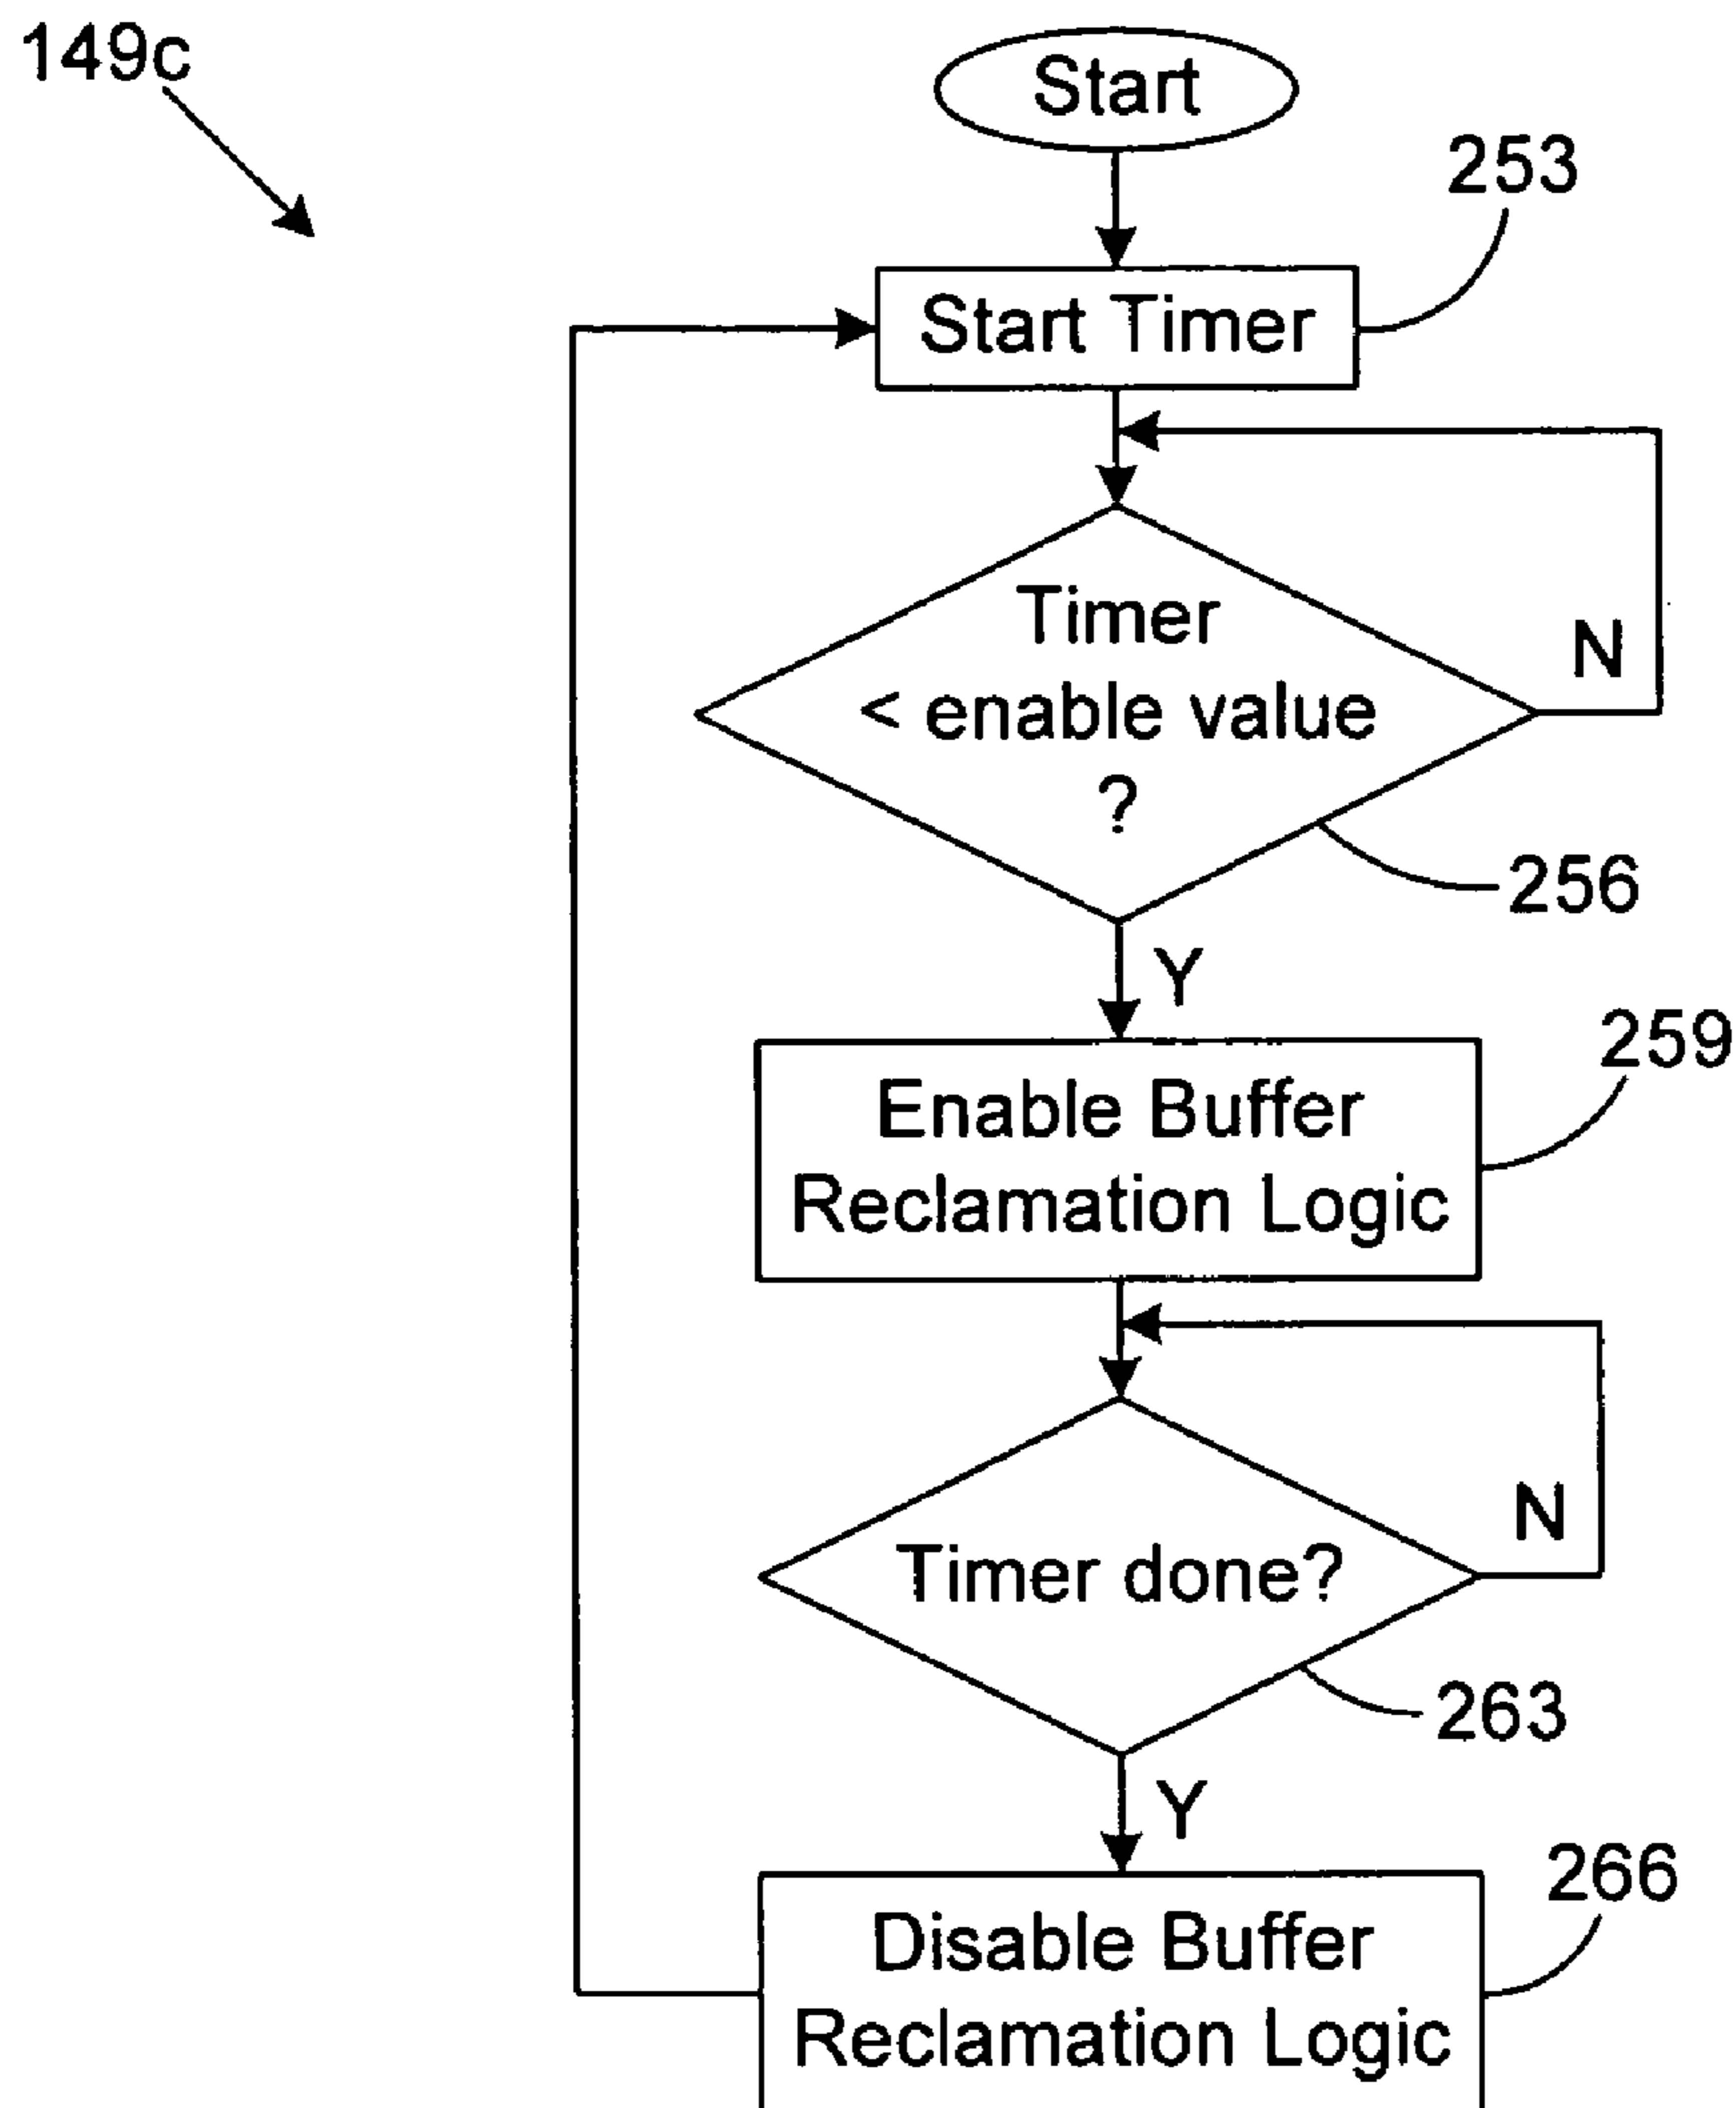 149c
Start
253
Start Timer
Timer
< enable value
?
N
256
Y
259
Enable Buffer
Reclamation Logic
N
Timer done?
263
Y
266
Disable Buffer
Reclamation Logic